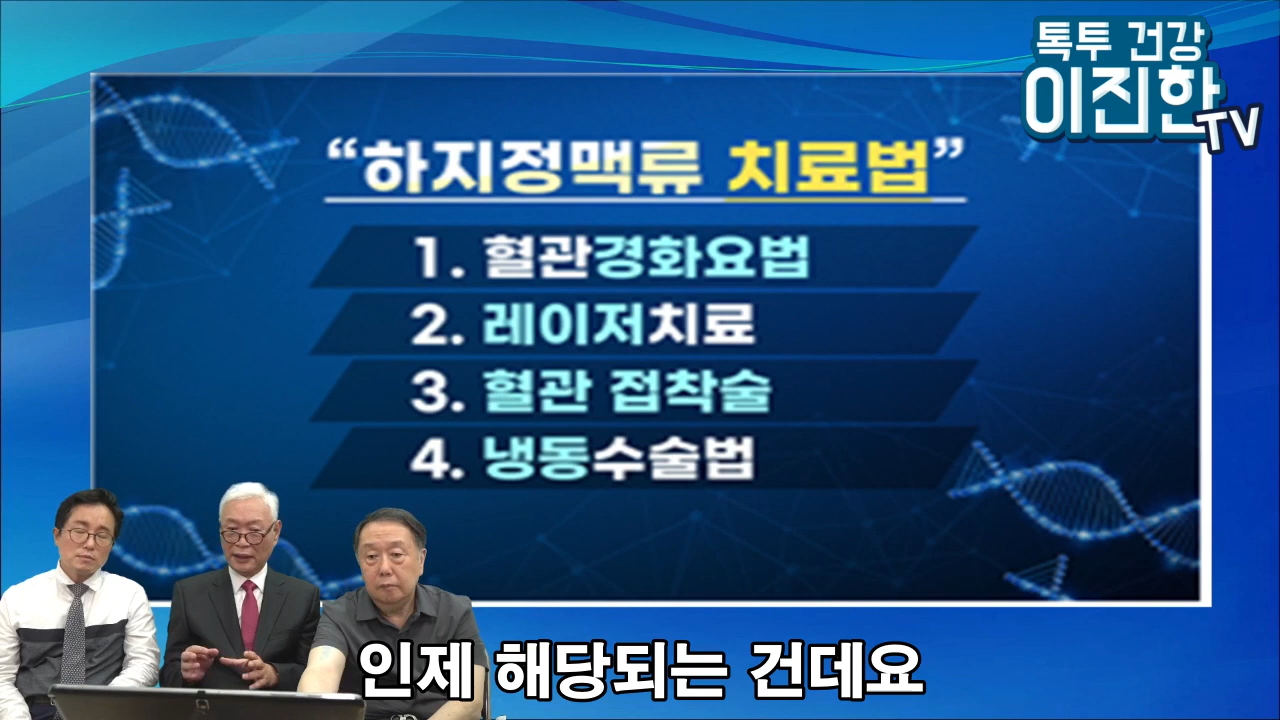 톡투 건강
이진한TV
“하지정맥류 치료법”
1. 혈관경화요법
2. 레이저치료
3. 혈관 접착술
4. 냉동수술법
인제 해당되는 건데요